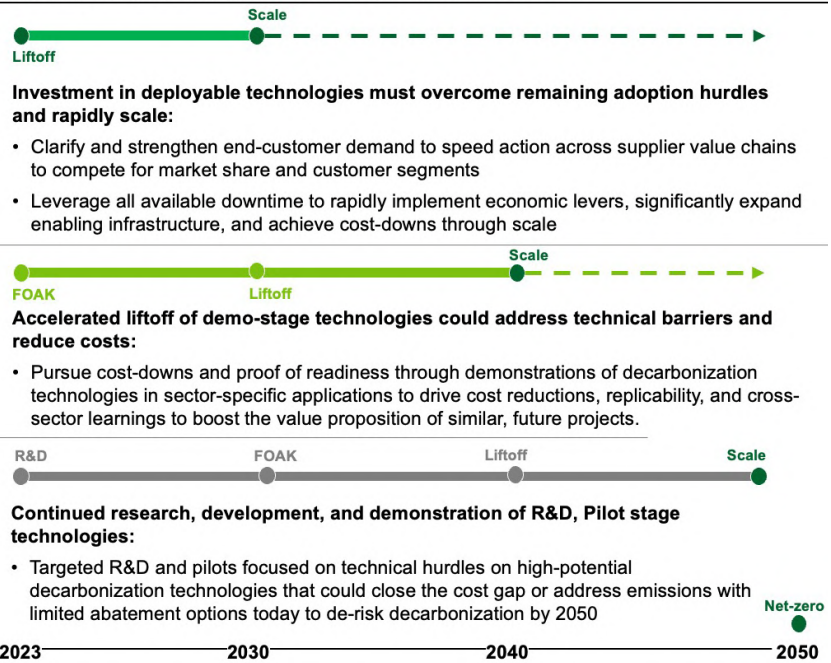 Scale
Liftoff
Investment in deployable technologies must overcome remaining adoption hurdles
and rapidly scale:
• Clarify and strengthen end-customer demand to speed action across supplier value chains
to compete for market share and customer segments
• Leverage all available downtime to rapidly implement economic levers, significantly expand
enabling infrastructure, and achieve cost-downs through scale
Scale
FOAK Liftoff
Accelerated liftoff of demo-stage technologies could address technical barriers and
reduce costs:
• Pursue cost-downs and proof of readiness through demonstrations of decarbonization
technologies in sector-specific applications to drive cost reductions, replicability, and cross-
sector learnings to boost the value proposition of similar, future projects.
R&D FOAK Liftoff Scale
Continued research, development, and demonstration of R&D, Pilot stage
technologies:
• Targeted R&D and pilots focused on technical hurdles on high-potential
decarbonization technologies that could close the cost gap or address emissions with
limited abatement options today to de-risk decarbonization by 2050
Net-zero
2023 2030 2040 2050